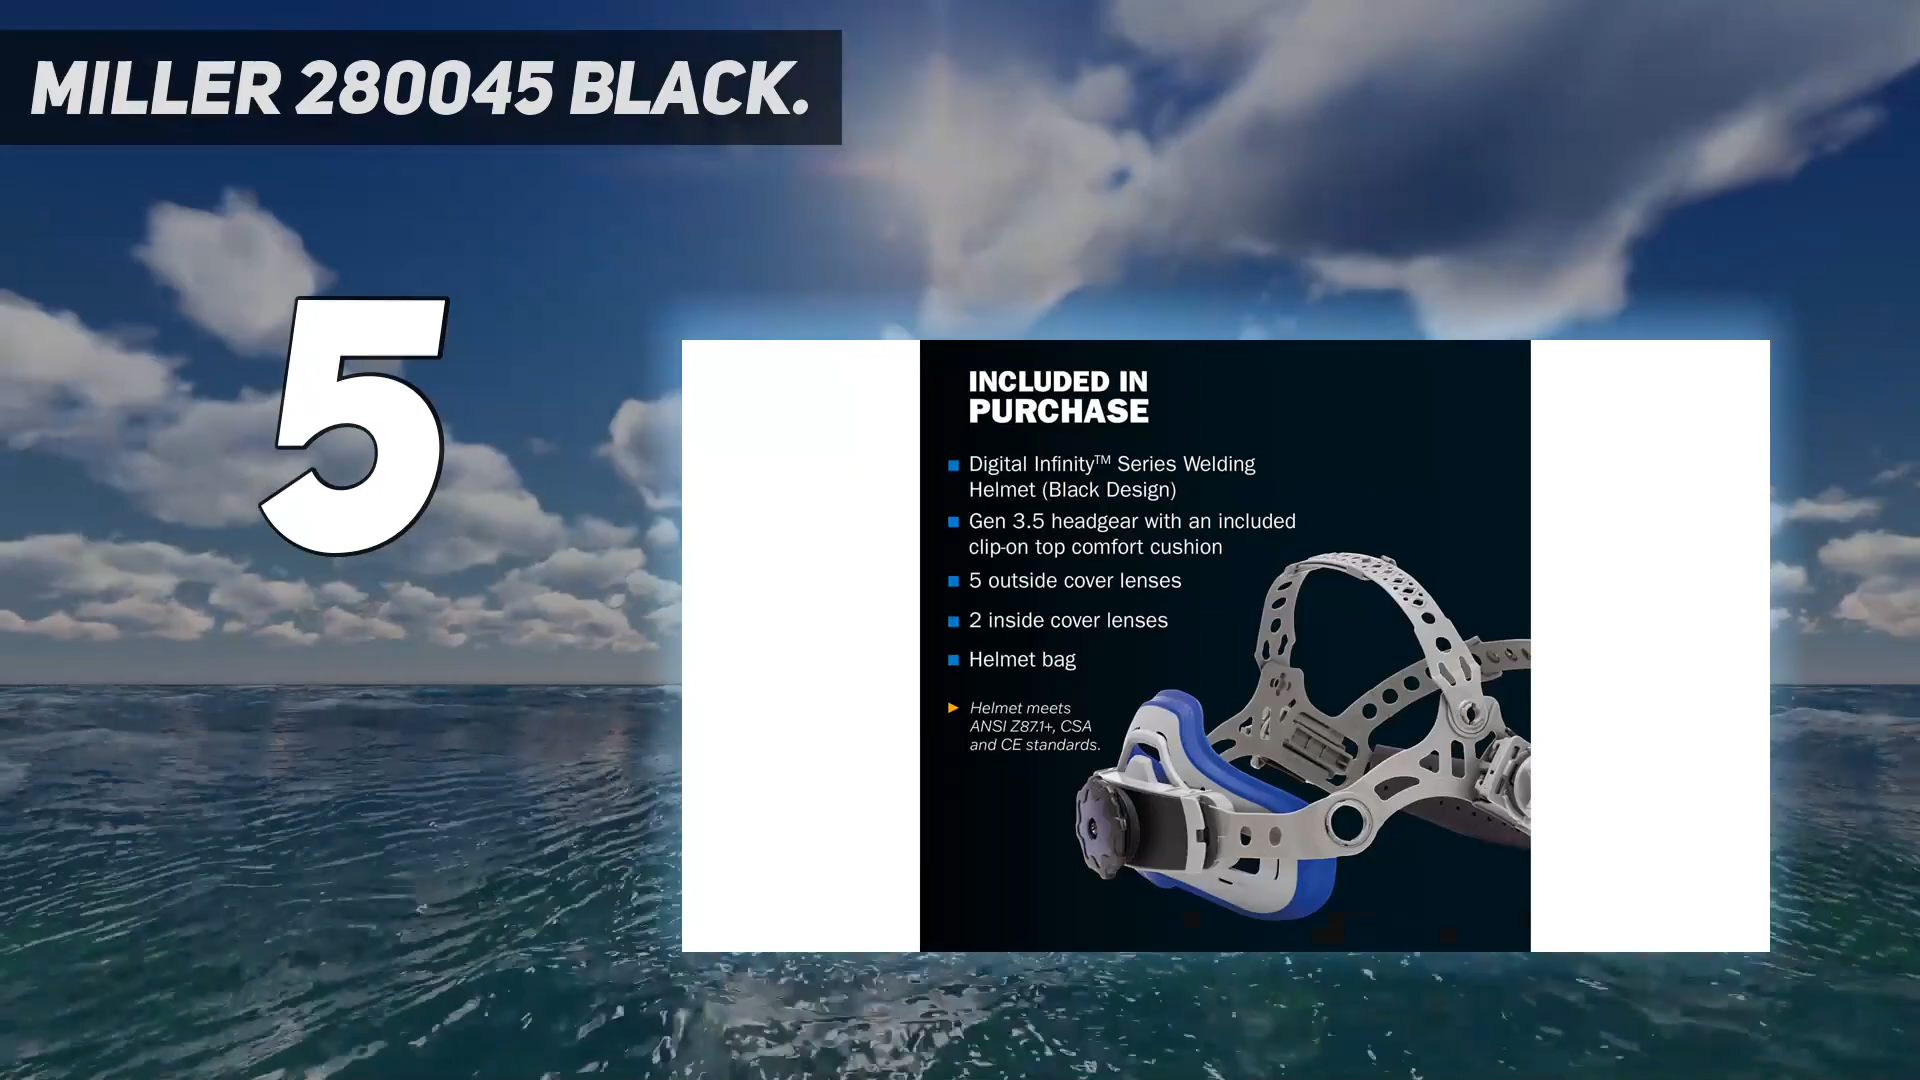 MILLER 280045 BLACK.
5
INCLUDED IN
PURCHASE
Digital Infinity™ Series Welding
Helmet (Black Design)
Gen 3.5 headgear with an included
clip-on top comfort cushion
5 outside cover lenses
2 inside cover lenses
Helmet bag
Helmet meets
ANSI Z87.1+, CSA
and CE standards.